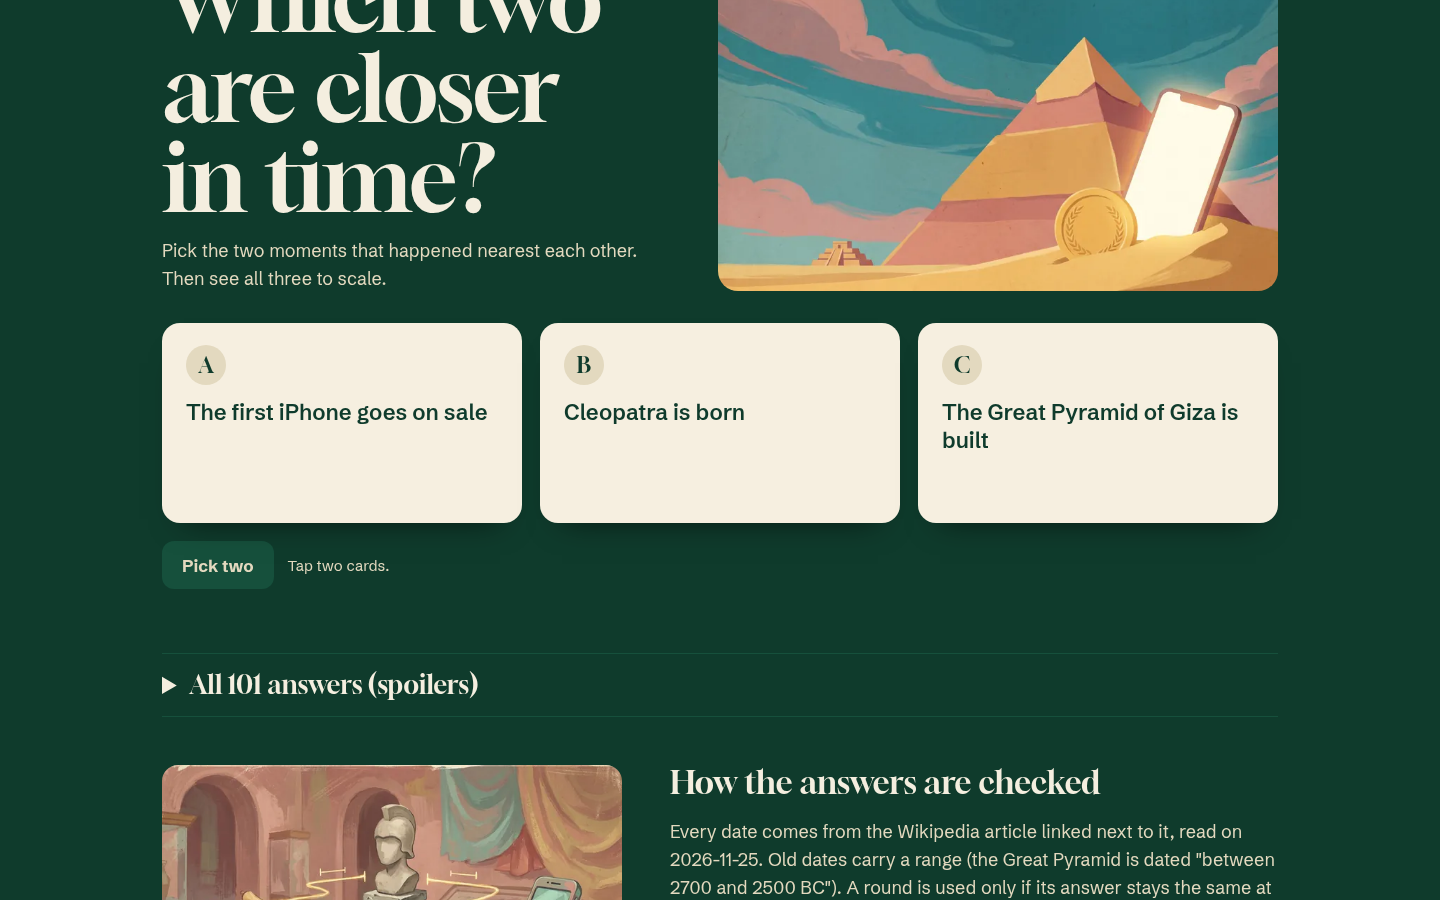 Which two
are closer
in time?
Pick the two moments that happened nearest each other.
Then see all three to scale.
A
The first iPhone goes on sale
B
Cleopatra is born
C
The Great Pyramid of Giza is
built
Pick two
Tap two cards.
All 101 answers (spoilers)
How the answers are checked
Every date comes from the Wikipedia article linked next to it, read on
2026-11-25. Old dates carry a range (the Great Pyramid is dated "between
2700 and 2500 BC"). A round is used only if its answer stays the same at